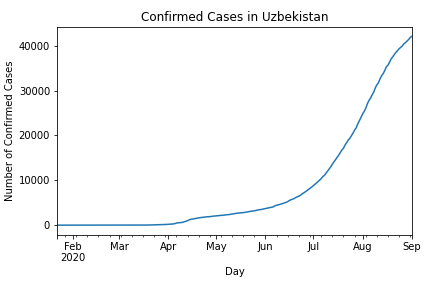 Confirmed Cases in Uzbekistan
Number of Confirmed Cases
40000
30000
20000
10000
0
Feb Mar Apr May Jun Jul Aug Sep
2020
Day